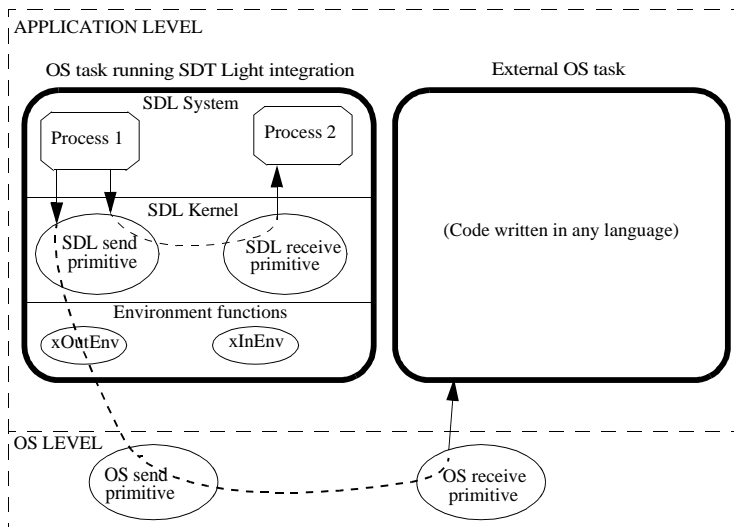 APPLICATION LEVEL
OS task running SDT Light integration
External OS task
SDL System
Process 1
Process 2
SDL Kernel
SDL send
primitive
SDL receive
primitive
(Code written in any language)
Environment functions
xOutEnv
xInEnv
OS LEVEL
OS send
primitive
OS receive
primitive